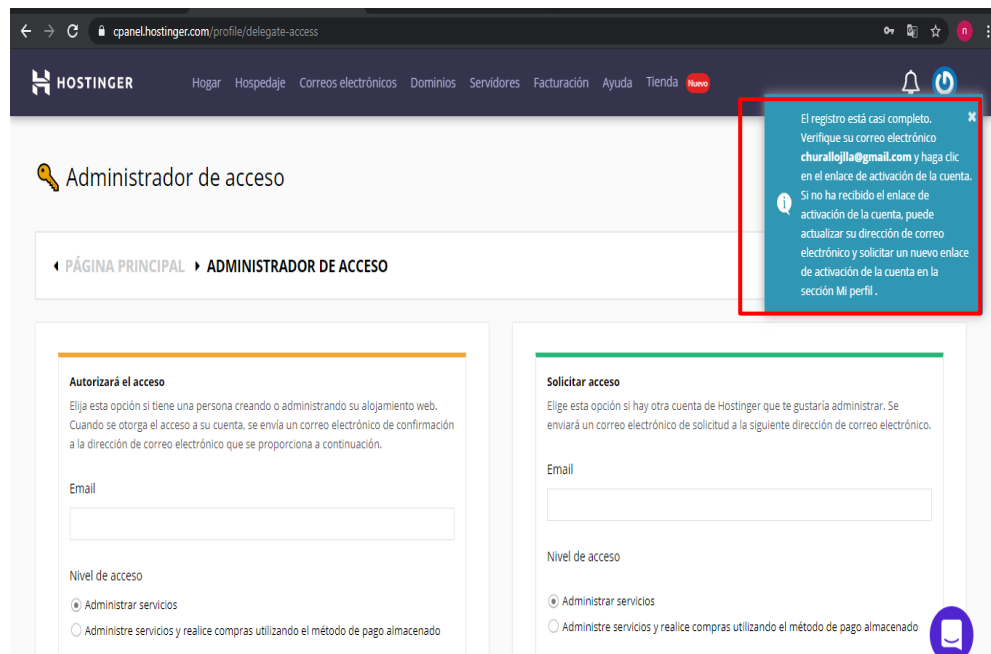 cpanel.hostinger.com/profile/delegate-access
n
HOSTINGER
Hogar Hospedaje Correos electrónicos Dominios Servidores Facturación Ayuda Tienda Nuevo
El registro está casi completo.
Verifique su correo electrónico
churallojlla@gmail.com y haga clic
en el enlace de activación de la cuenta.
Si no ha recibido el enlace de
activación de la cuenta, puede
actualizar su dirección de correo
electrónico y solicitar un nuevo enlace
de activación de la cuenta en la
sección Mi perfil .
Administrador de acceso
PÁGINA PRINCIPAL ADMINISTRADOR DE ACCESO
Autorizará el acceso
Elija esta opción si tiene una persona creando o administrando su alojamiento web.
Cuando se otorga el acceso a su cuenta, se envía un correo electrónico de confirmación
a la dirección de correo electrónico que se proporciona a continuación.
Email
Nivel de acceso
Administrar servicios
Administre servicios y realice compras utilizando el método de pago almacenado
Solicitar acceso
Elige esta opción si hay otra cuenta de Hostinger que te gustaría administrar. Se
enviará un correo electrónico de solicitud a la siguiente dirección de correo electrónico.
Email
Nivel de acceso
Administrar servicios
Administre servicios y realice compras utilizando el método de pago almacenado